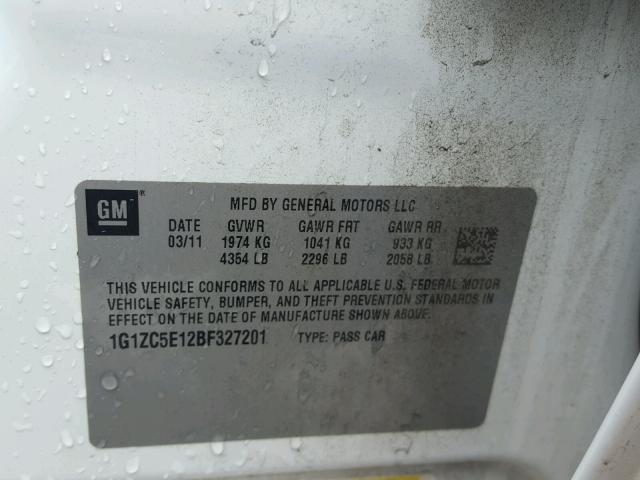 GM
MFD BY GENERAL MOTORS LLC
DATE GVWR GAWR FRT GAWR RR
03/11 1974 KG 1041 KG 933 KG
4354 LB 2296 LB 2058 LB
THIS VEHICLE CONFORMS TO ALL APPLICABLE U.S. FEDERAL MOTOR
VEHICLE SAFETY, BUMPER, AND THEFT PREVENTION STANDARDS IN
EFFECT ON THE DATE OF MANUFACTURE SHOWN ABOVE.
1G1ZC5E12BF327201 TYPE: PASS CAR